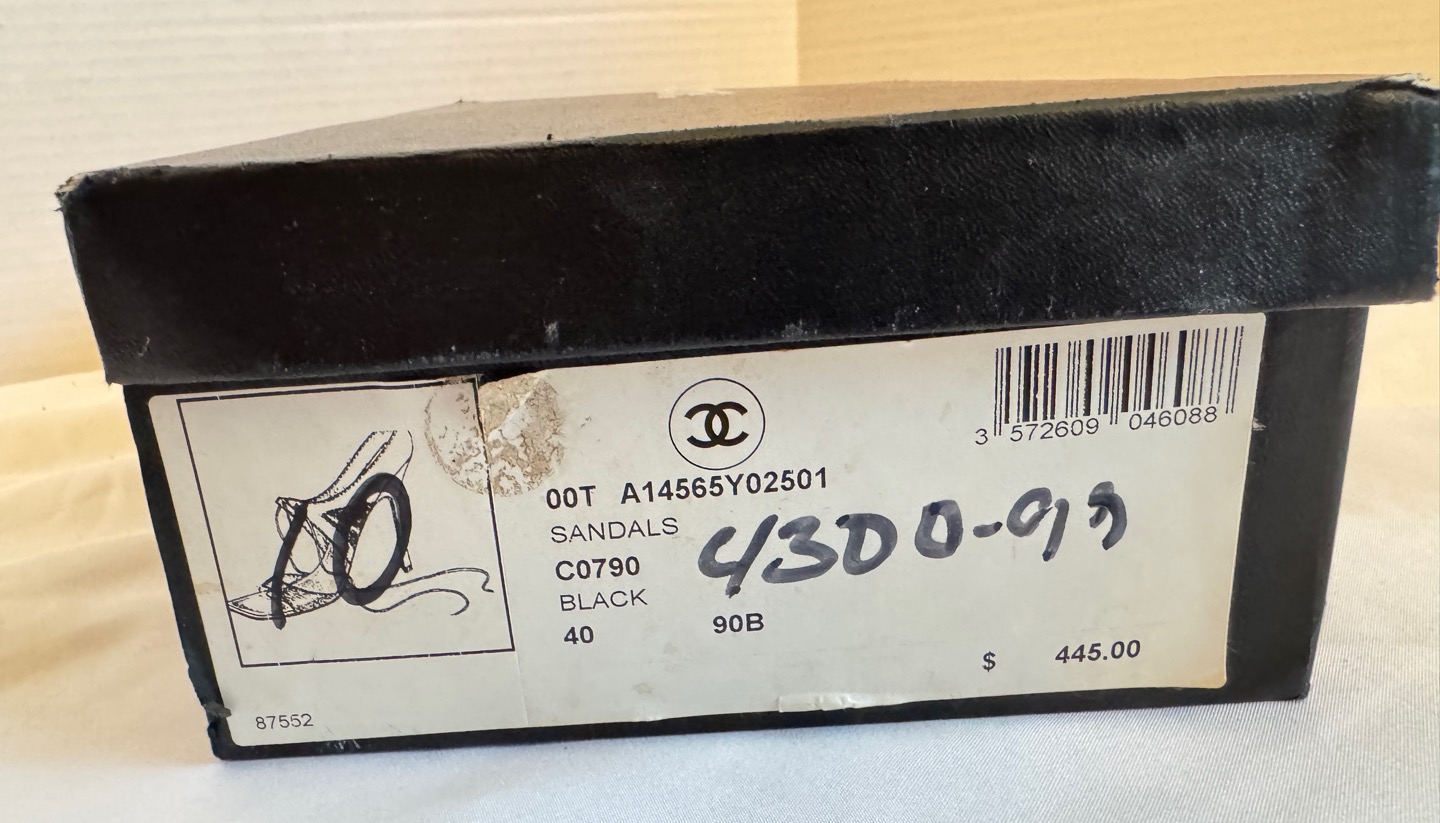 3 572609 046088
00T A14565Y02501
SANDALS
4300-99
C0790
BLACK
40 90B
$ 445.00
10
87552